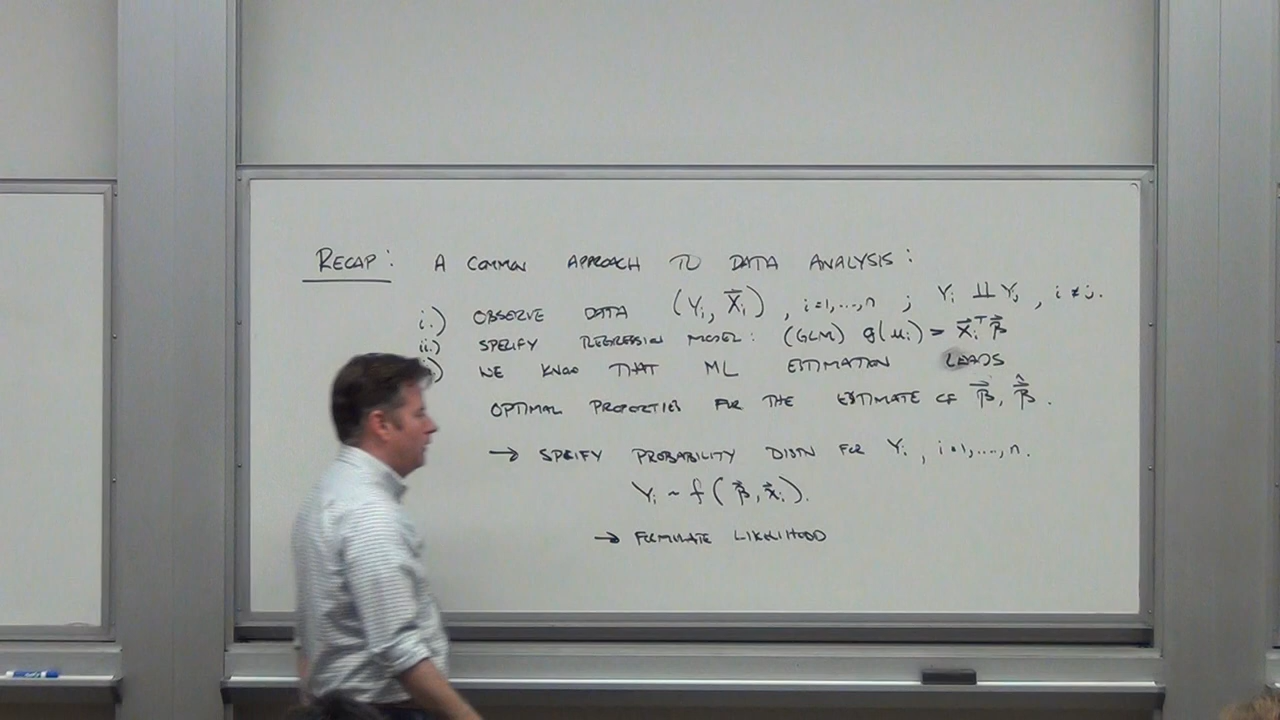 RECAP: A COMMON APPROACH TO DATA ANALYSIS:
i.) OBSERVE DATA (Yᵢ, X⃗ᵢ), i=1,...,n ; Yᵢ ⫫ Yⱼ, i≠j.
ii.) SPECIFY REGRESSION MODEL: (GLM) g(μᵢ) = X⃗ᵢᵀβ⃗
WE KNOW THAT ML ESTIMATION LEADS
OPTIMAL PROPERTIES FOR THE ESTIMATE OF β⃗, β⃗̂.
→ SPECIFY PROBABILITY DISTN FOR Yᵢ, i=1,....,n.
Yᵢ ~ f(β⃗, x⃗ᵢ).
→ FORMULATE LIKELIHOOD